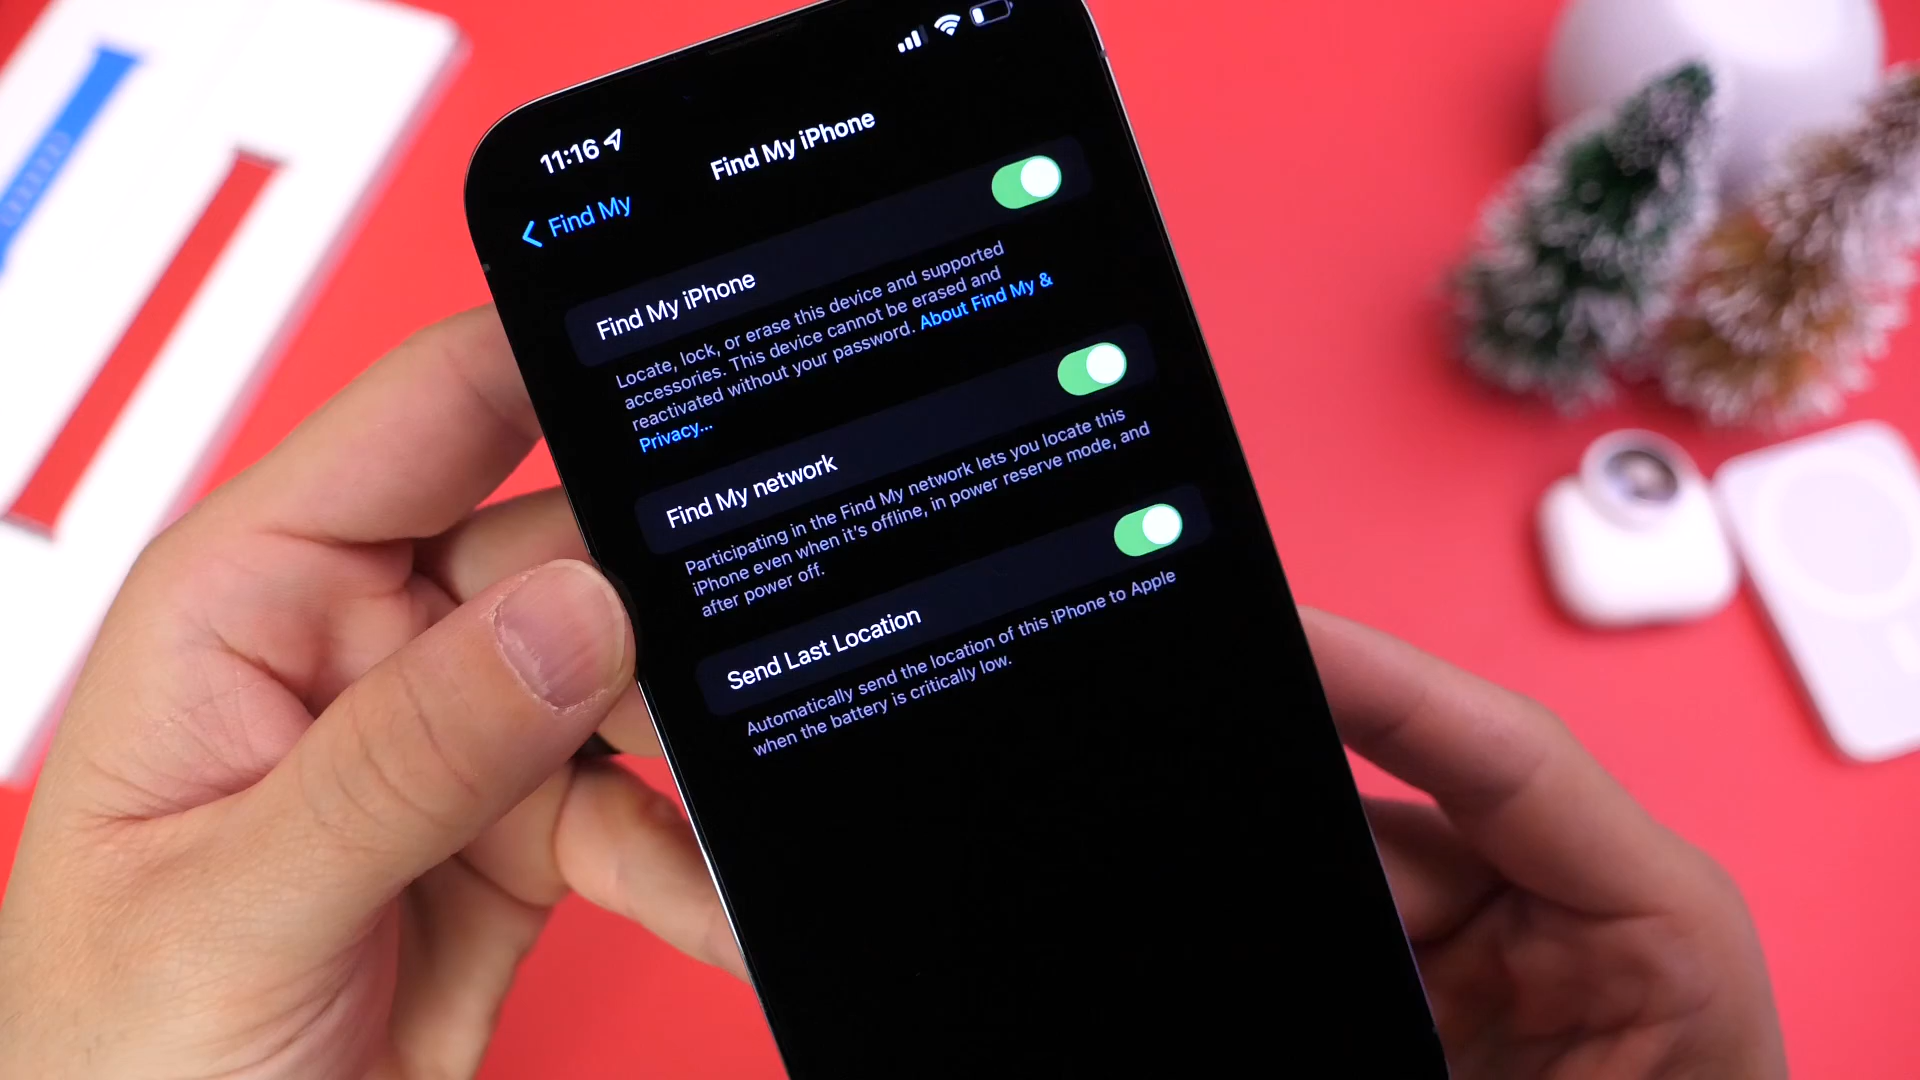 11:16
Find My
Find My iPhone
Find My iPhone
Locate, lock, or erase this device and supported
accessories. This device cannot be erased and
reactivated without your password. About Find My &
Privacy...
Find My network
Participating in the Find My network lets you locate this
iPhone even when it's offline, in power reserve mode, and
after power off.
Send Last Location
Automatically send the location of this iPhone to Apple
when the battery is critically low.